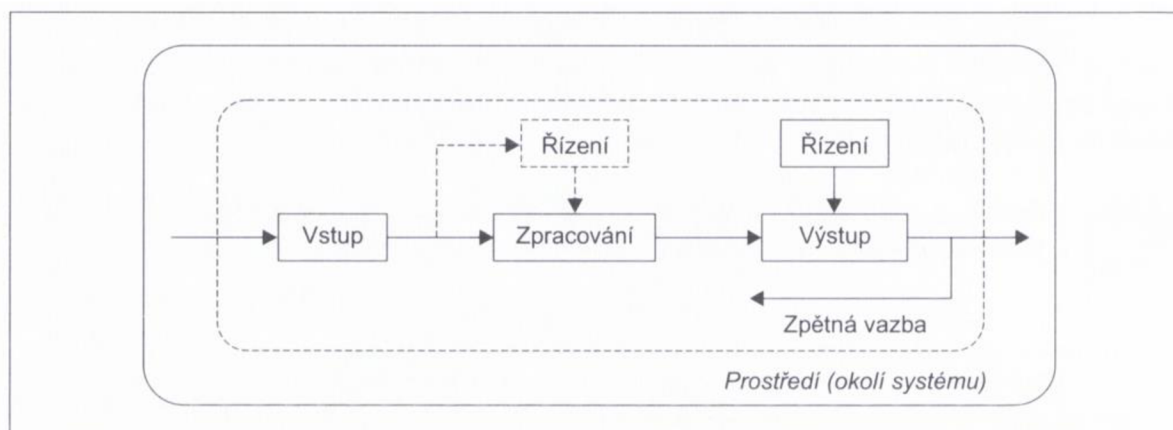 Řízení
Řízení
Vstup
Zpracování
Výstup
Zpětná vazba
Prostředí (okolí systému)